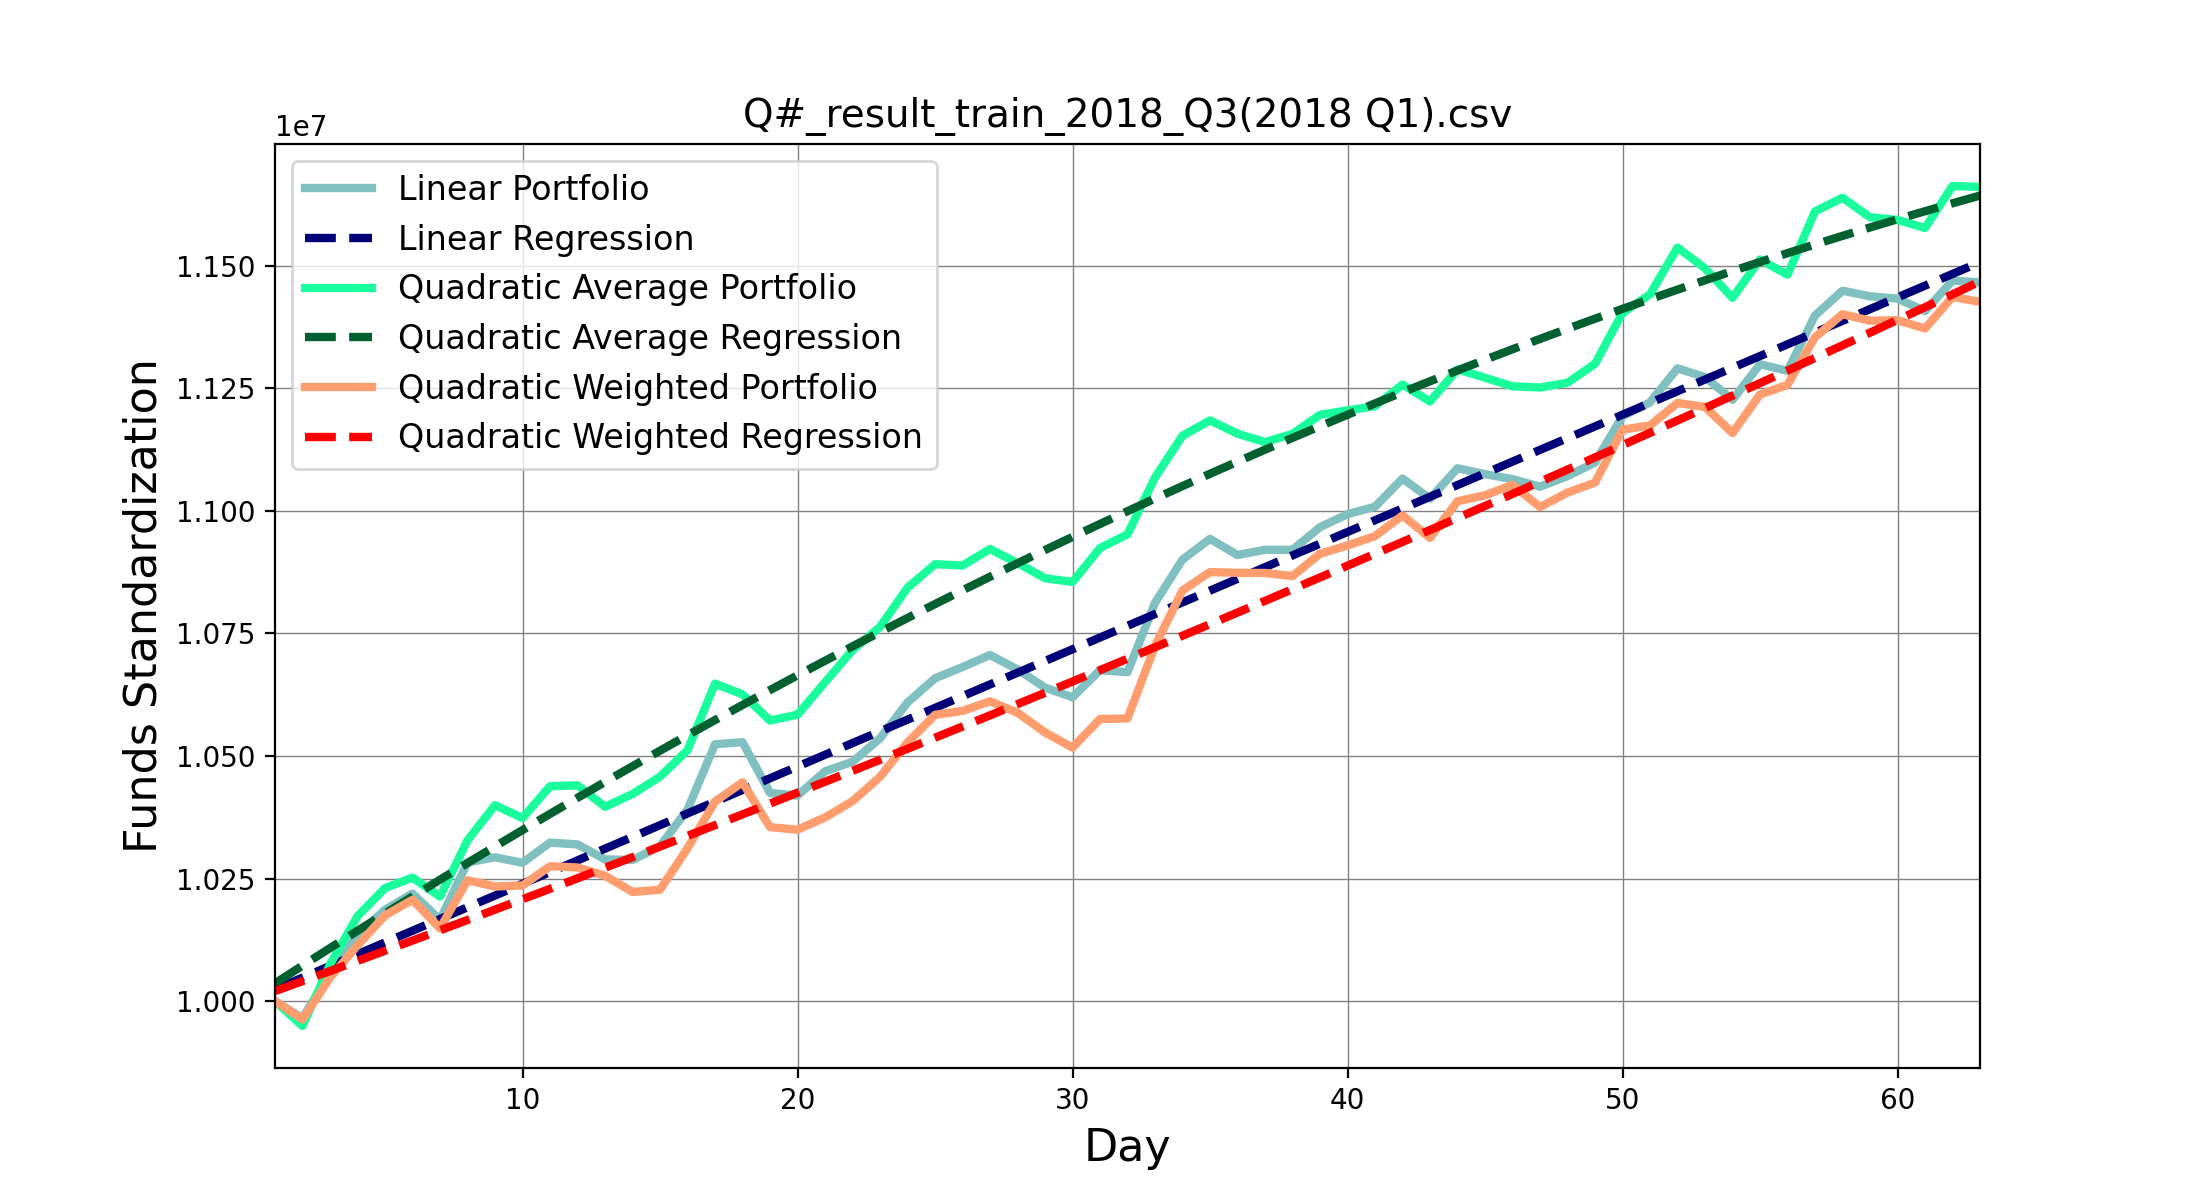 Q#_result_train_2018_Q3(2018 Q1).csv
1e7
Linear Portfolio
Linear Regression
Quadratic Average Portfolio
Quadratic Average Regression
Quadratic Weighted Portfolio
Quadratic Weighted Regression
1.150
1.125
1.100
1.075
1.050
1.025
1.000
Funds Standardization
10 20 30 40 50 60
Day